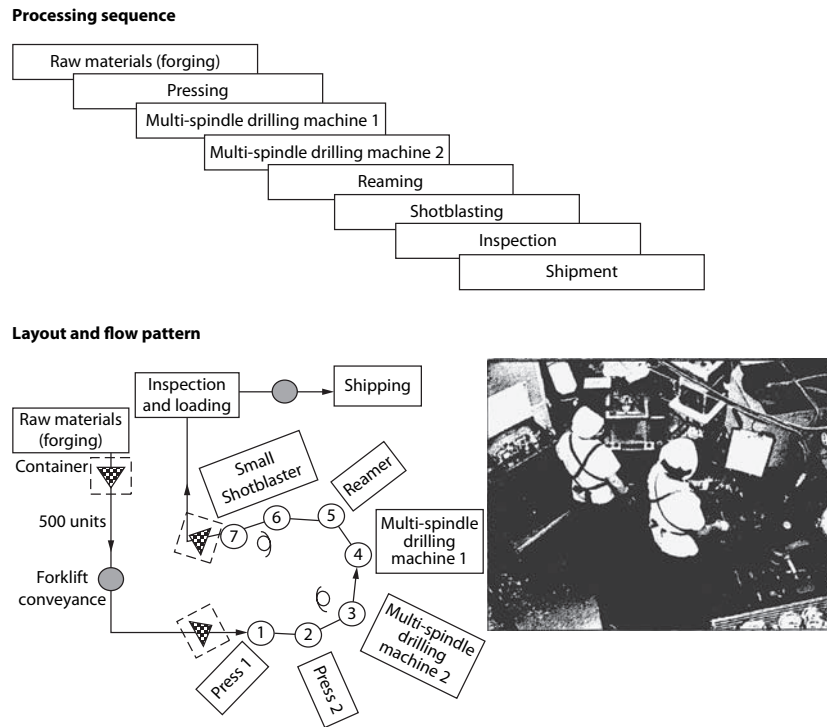 Processing sequence
Raw materials (forging)
Pressing
Multi-spindle drilling machine 1
Multi-spindle drilling machine 2
Reaming
Shotblasting
Inspection
Shipment
Layout and flow pattern
Inspection
and loading
Shipping
Raw materials
(forging)
Container
500 units
Forklift
conveyance
Small
Shotblaster
Reamer
7
6
5
4
Multi-spindle
drilling
machine 1
3
Multi-spindle
drilling
machine 2
1
2
Press 1
Press 2